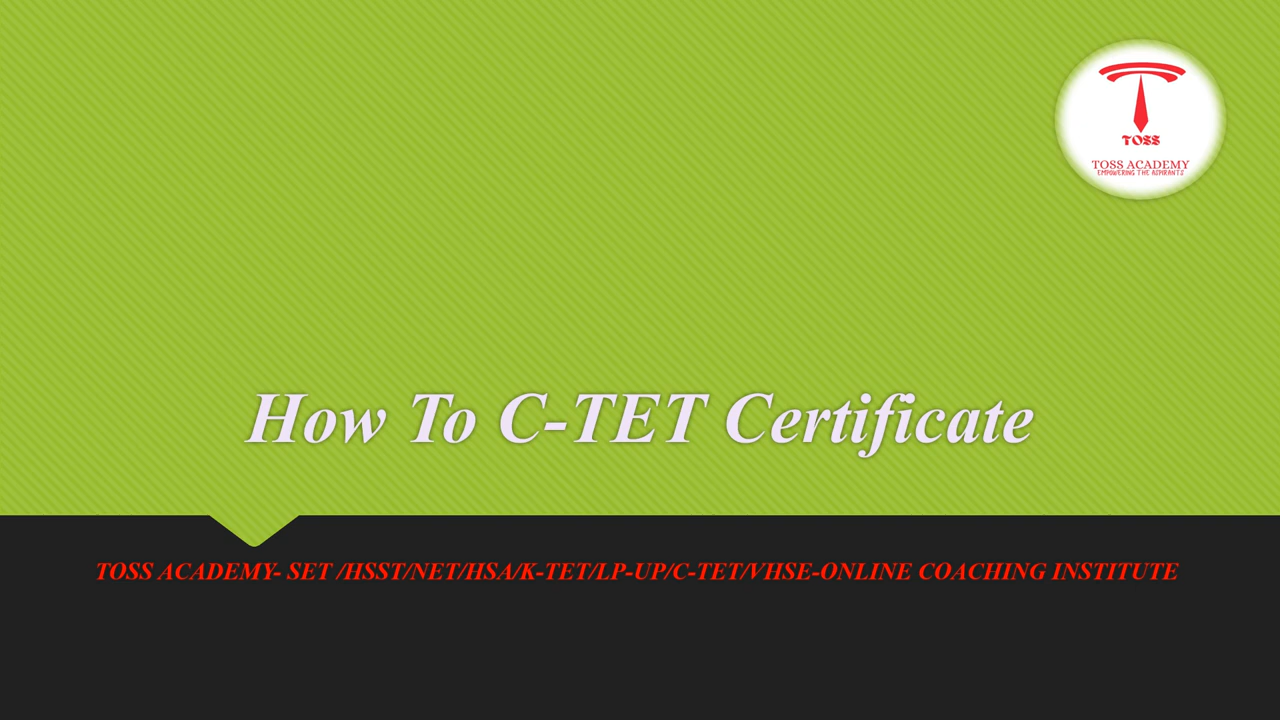 TOSS
TOSS ACADEMY
EMPOWERING THE ASPIRANTS
How To C-TET Certificate
TOSS ACADEMY- SET /HSST/NET/HSA/K-TET/LP-UP/C-TET/VHSE-ONLINE COACHING INSTITUTE